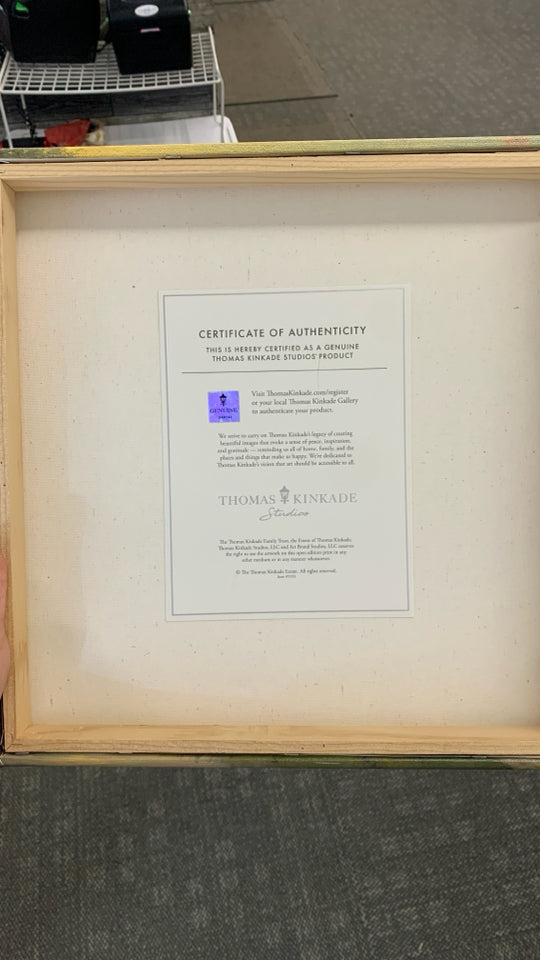 CERTIFICATE OF AUTHENTICITY
THIS IS HEREBY CERTIFIED AS A GENUINE
THOMAS KINKADE STUDIOS PRODUCT
GENUINE
Visit ThomasKinkade.com/register
or your local Thomas Kinkade Gallery
to authenticate your product.
We strive to carry on Thomas Kinkade's legacy of creating
beautiful images that evoke a sense of peace, inspiration,
and gratitude — reminding us all of home, family, and the
places and things that make us happy. We're dedicated to
Thomas Kinkade's vision that art should be accessible to all.
THOMAS KINKADE
Studios
The Thomas Kinkade Family Trust, the Estate of Thomas Kinkade,
Thomas Kinkade Studios, LLC and Art Brand Studios, LLC reserve
the right to use the artwork on this open edition print in any
other medium or in any manner whatsoever.
© The Thomas Kinkade Estate. All rights reserved.